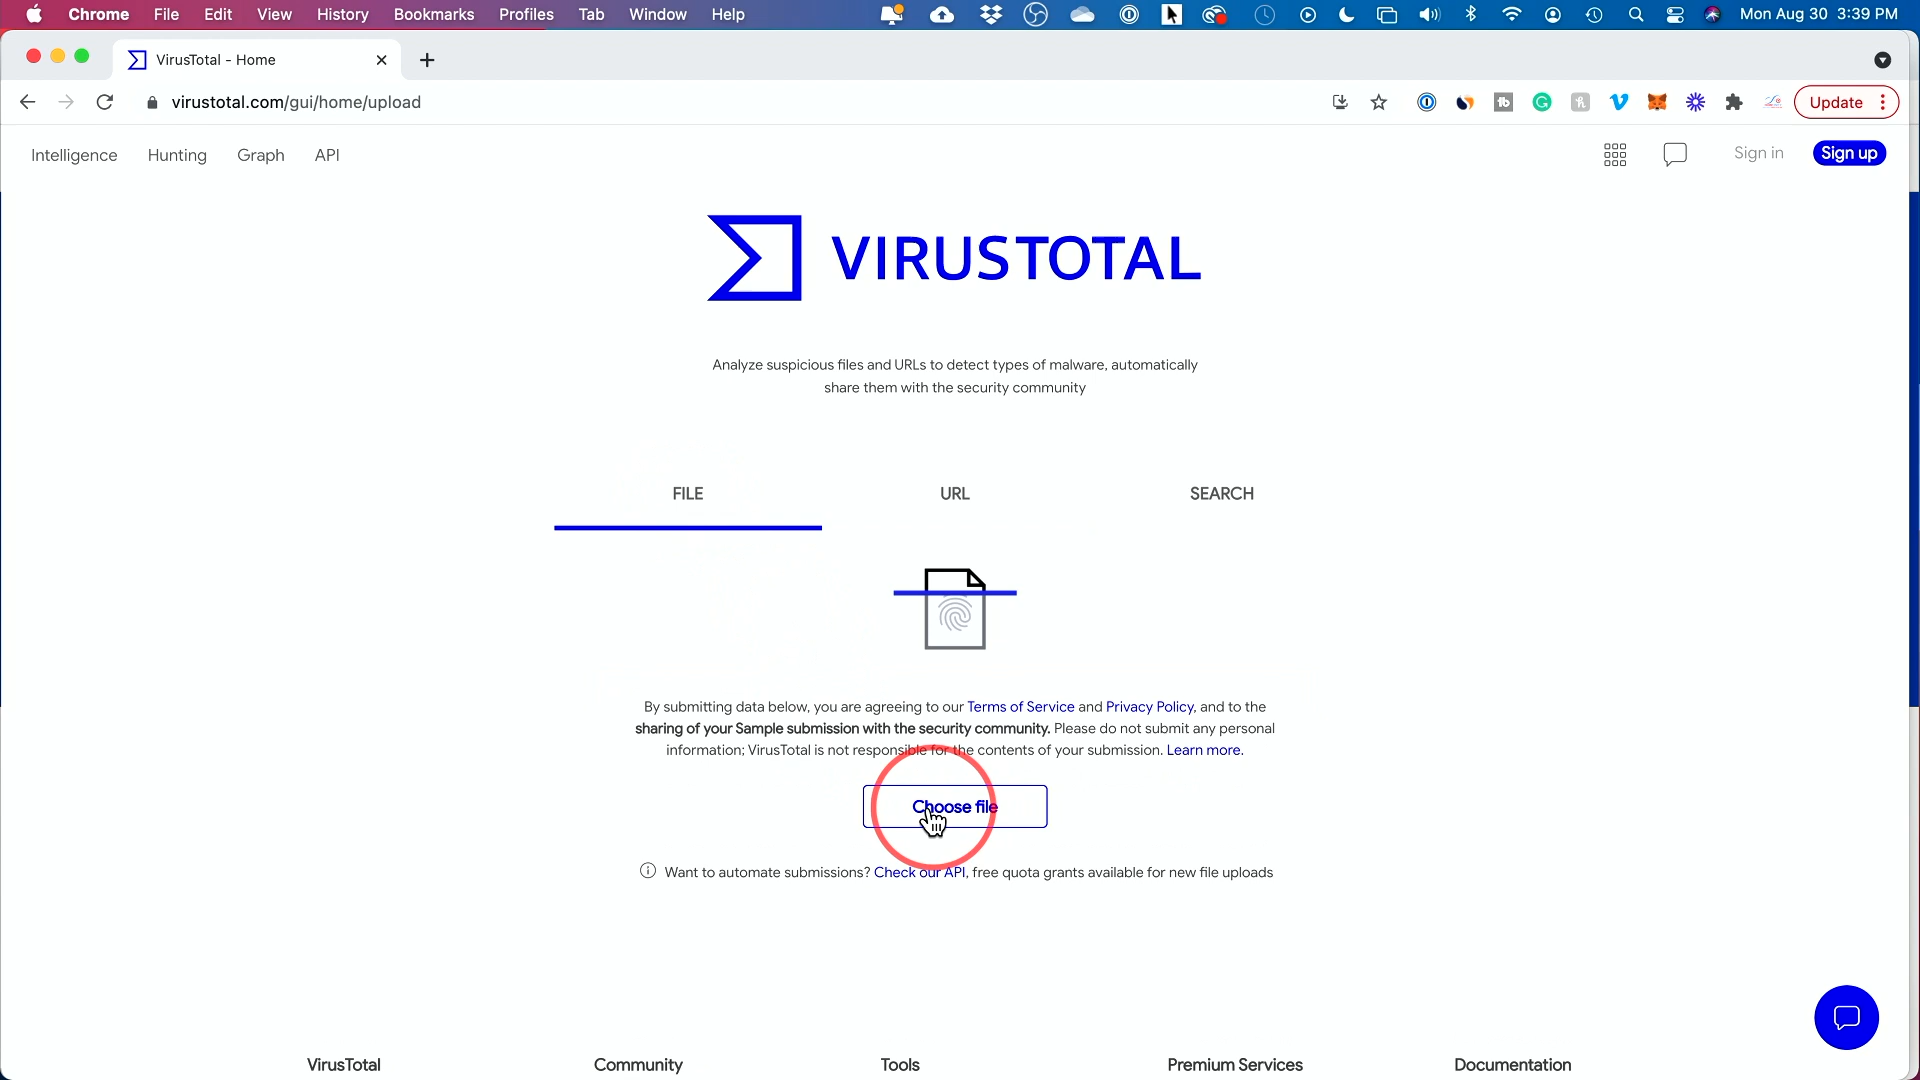 Chrome File Edit View History Bookmarks Profiles Tab Window Help Mon Aug 30 3:39 PM
VirusTotal - Home
virustotal.com/gui/home/upload Update
Intelligence Hunting Graph API Sign in Sign up
VIRUSTOTAL
Analyze suspicious files and URLs to detect types of malware, automatically
share them with the security community
FILE URL SEARCH
By submitting data below, you are agreeing to our Terms of Service and Privacy Policy, and to the
sharing of your Sample submission with the security community. Please do not submit any personal
information; VirusTotal is not responsible for the contents of your submission. Learn more.
Choose file
Want to automate submissions? Check our API, free quota grants available for new file uploads
VirusTotal Community Tools Premium Services Documentation